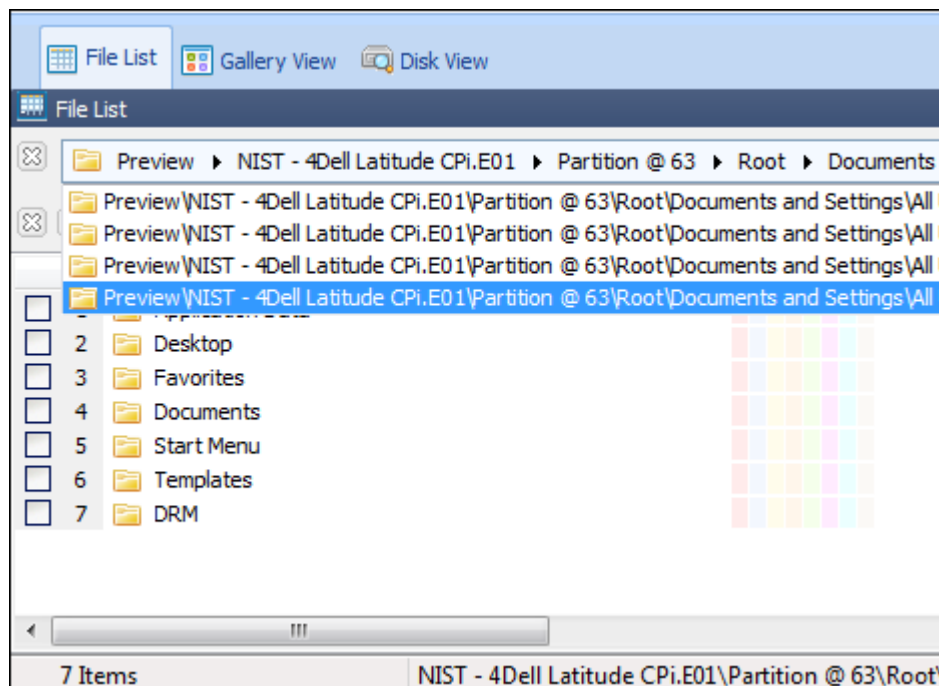 File List Gallery View Disk View
File List
Preview NIST - 4Dell Latitude CPi.E01 Partition @ 63 Root Documents
Preview\NIST - 4Dell Latitude CPi.E01\Partition @ 63\Root\Documents and Settings\All
Preview\NIST - 4Dell Latitude CPi.E01\Partition @ 63\Root\Documents and Settings\All
Preview\NIST - 4Dell Latitude CPi.E01\Partition @ 63\Root\Documents and Settings\All
Preview\NIST - 4Dell Latitude CPi.E01\Partition @ 63\Root\Documents and Settings\All
1 Application Data
2 Desktop
3 Favorites
4 Documents
5 Start Menu
6 Templates
7 DRM
7 Items NIST - 4Dell Latitude CPi.E01\Partition @ 63\Root\